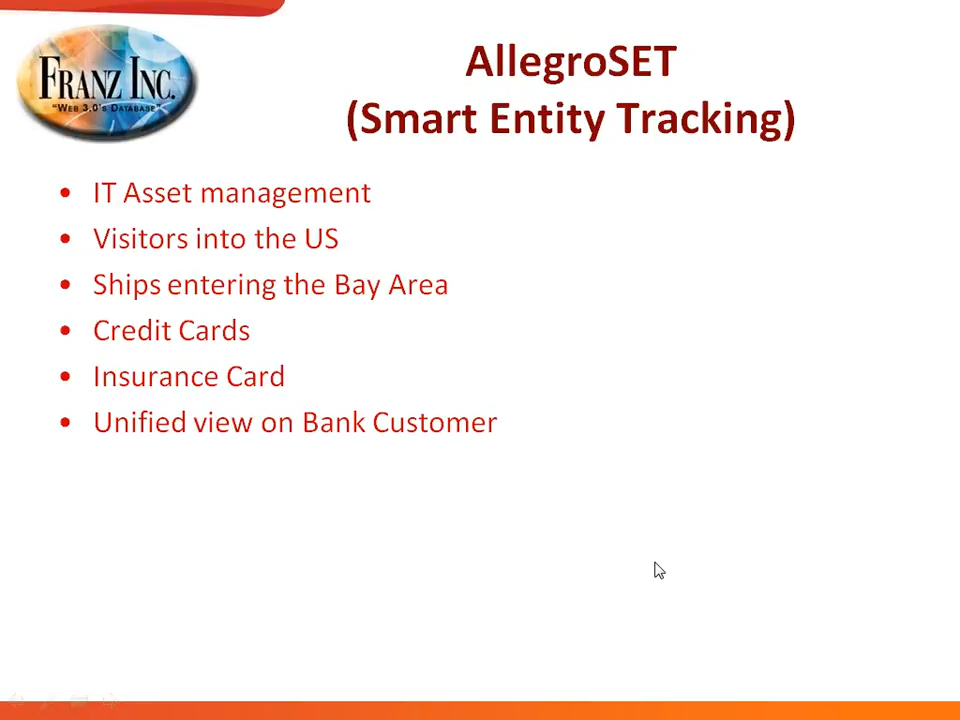 FRANZ INC.
"WEB 3.0'S DATABASE"
AllegroSET
(Smart Entity Tracking)
• IT Asset management
• Visitors into the US
• Ships entering the Bay Area
• Credit Cards
• Insurance Card
• Unified view on Bank Customer